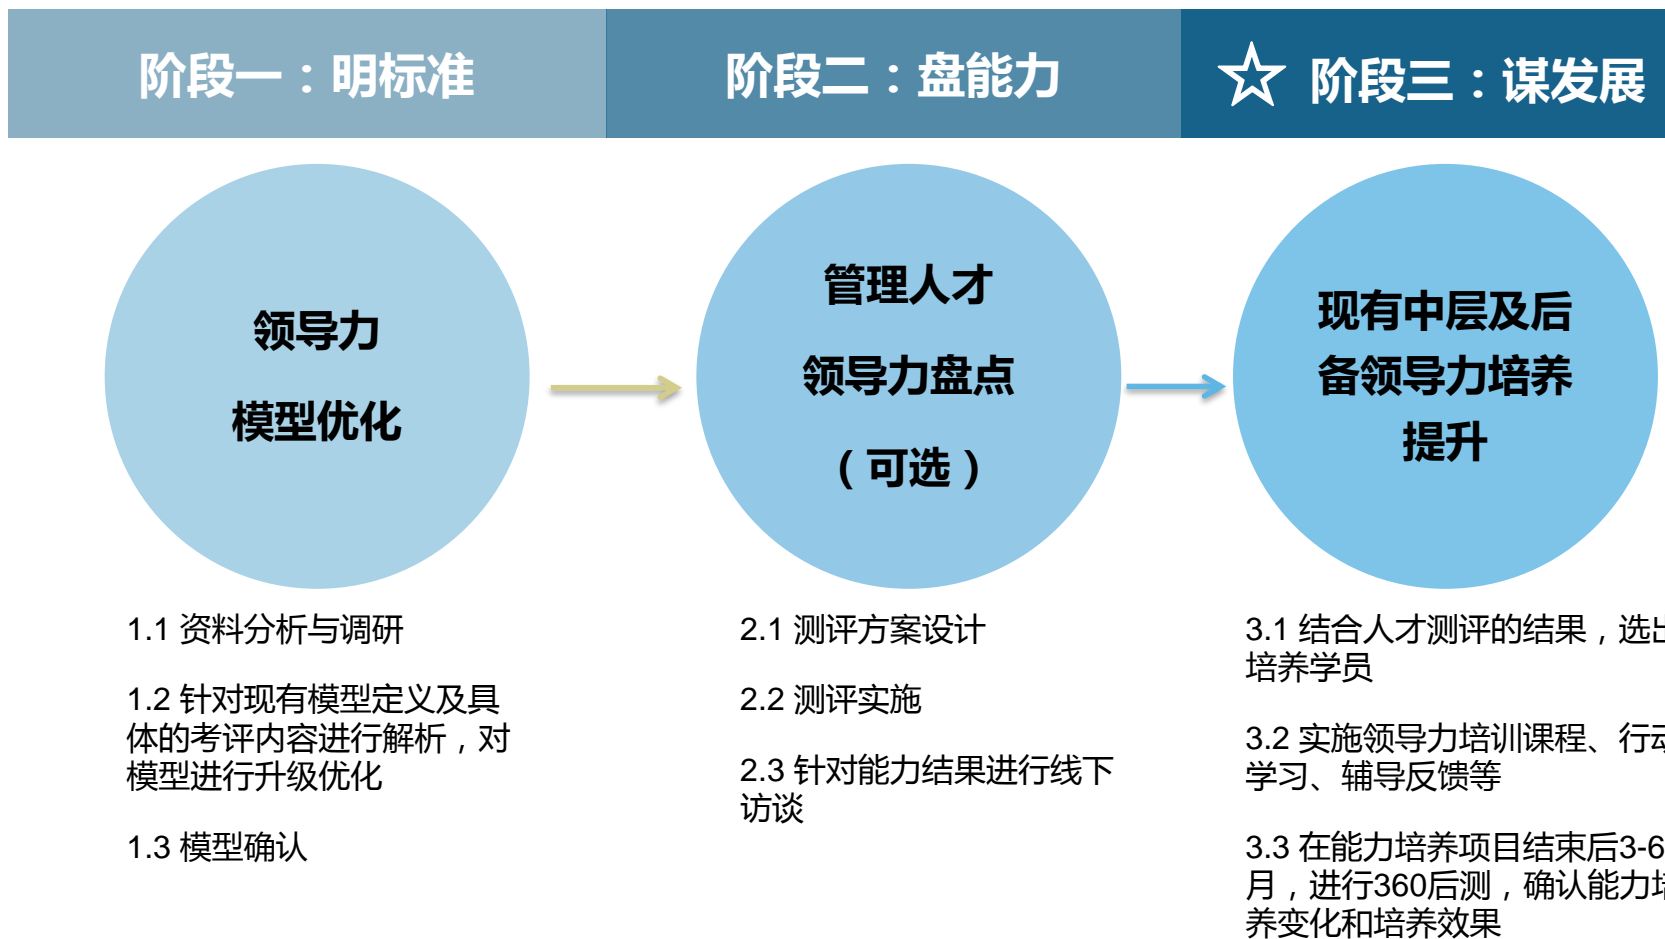 阶段一：明标准
阶段二：盘能力
阶段三：谋发展
领导力
模型优化
管理人才
领导力盘点
（可选）
现有中层及后
备领导力培养
提升
1.1 资料分析与调研
1.2 针对现有模型定义及具
体的考评内容进行解析，对
模型进行升级优化
1.3 模型确认
2.1 测评方案设计
2.2 测评实施
2.3 针对能力结果进行线下
访谈
3.1 结合人才测评的结果，选
培养学员
3.2 实施领导力培训课程、行
学习、辅导反馈等
3.3 在能力培养项目结束后3-6
月，进行360后测，确认能力
养变化和培养效果